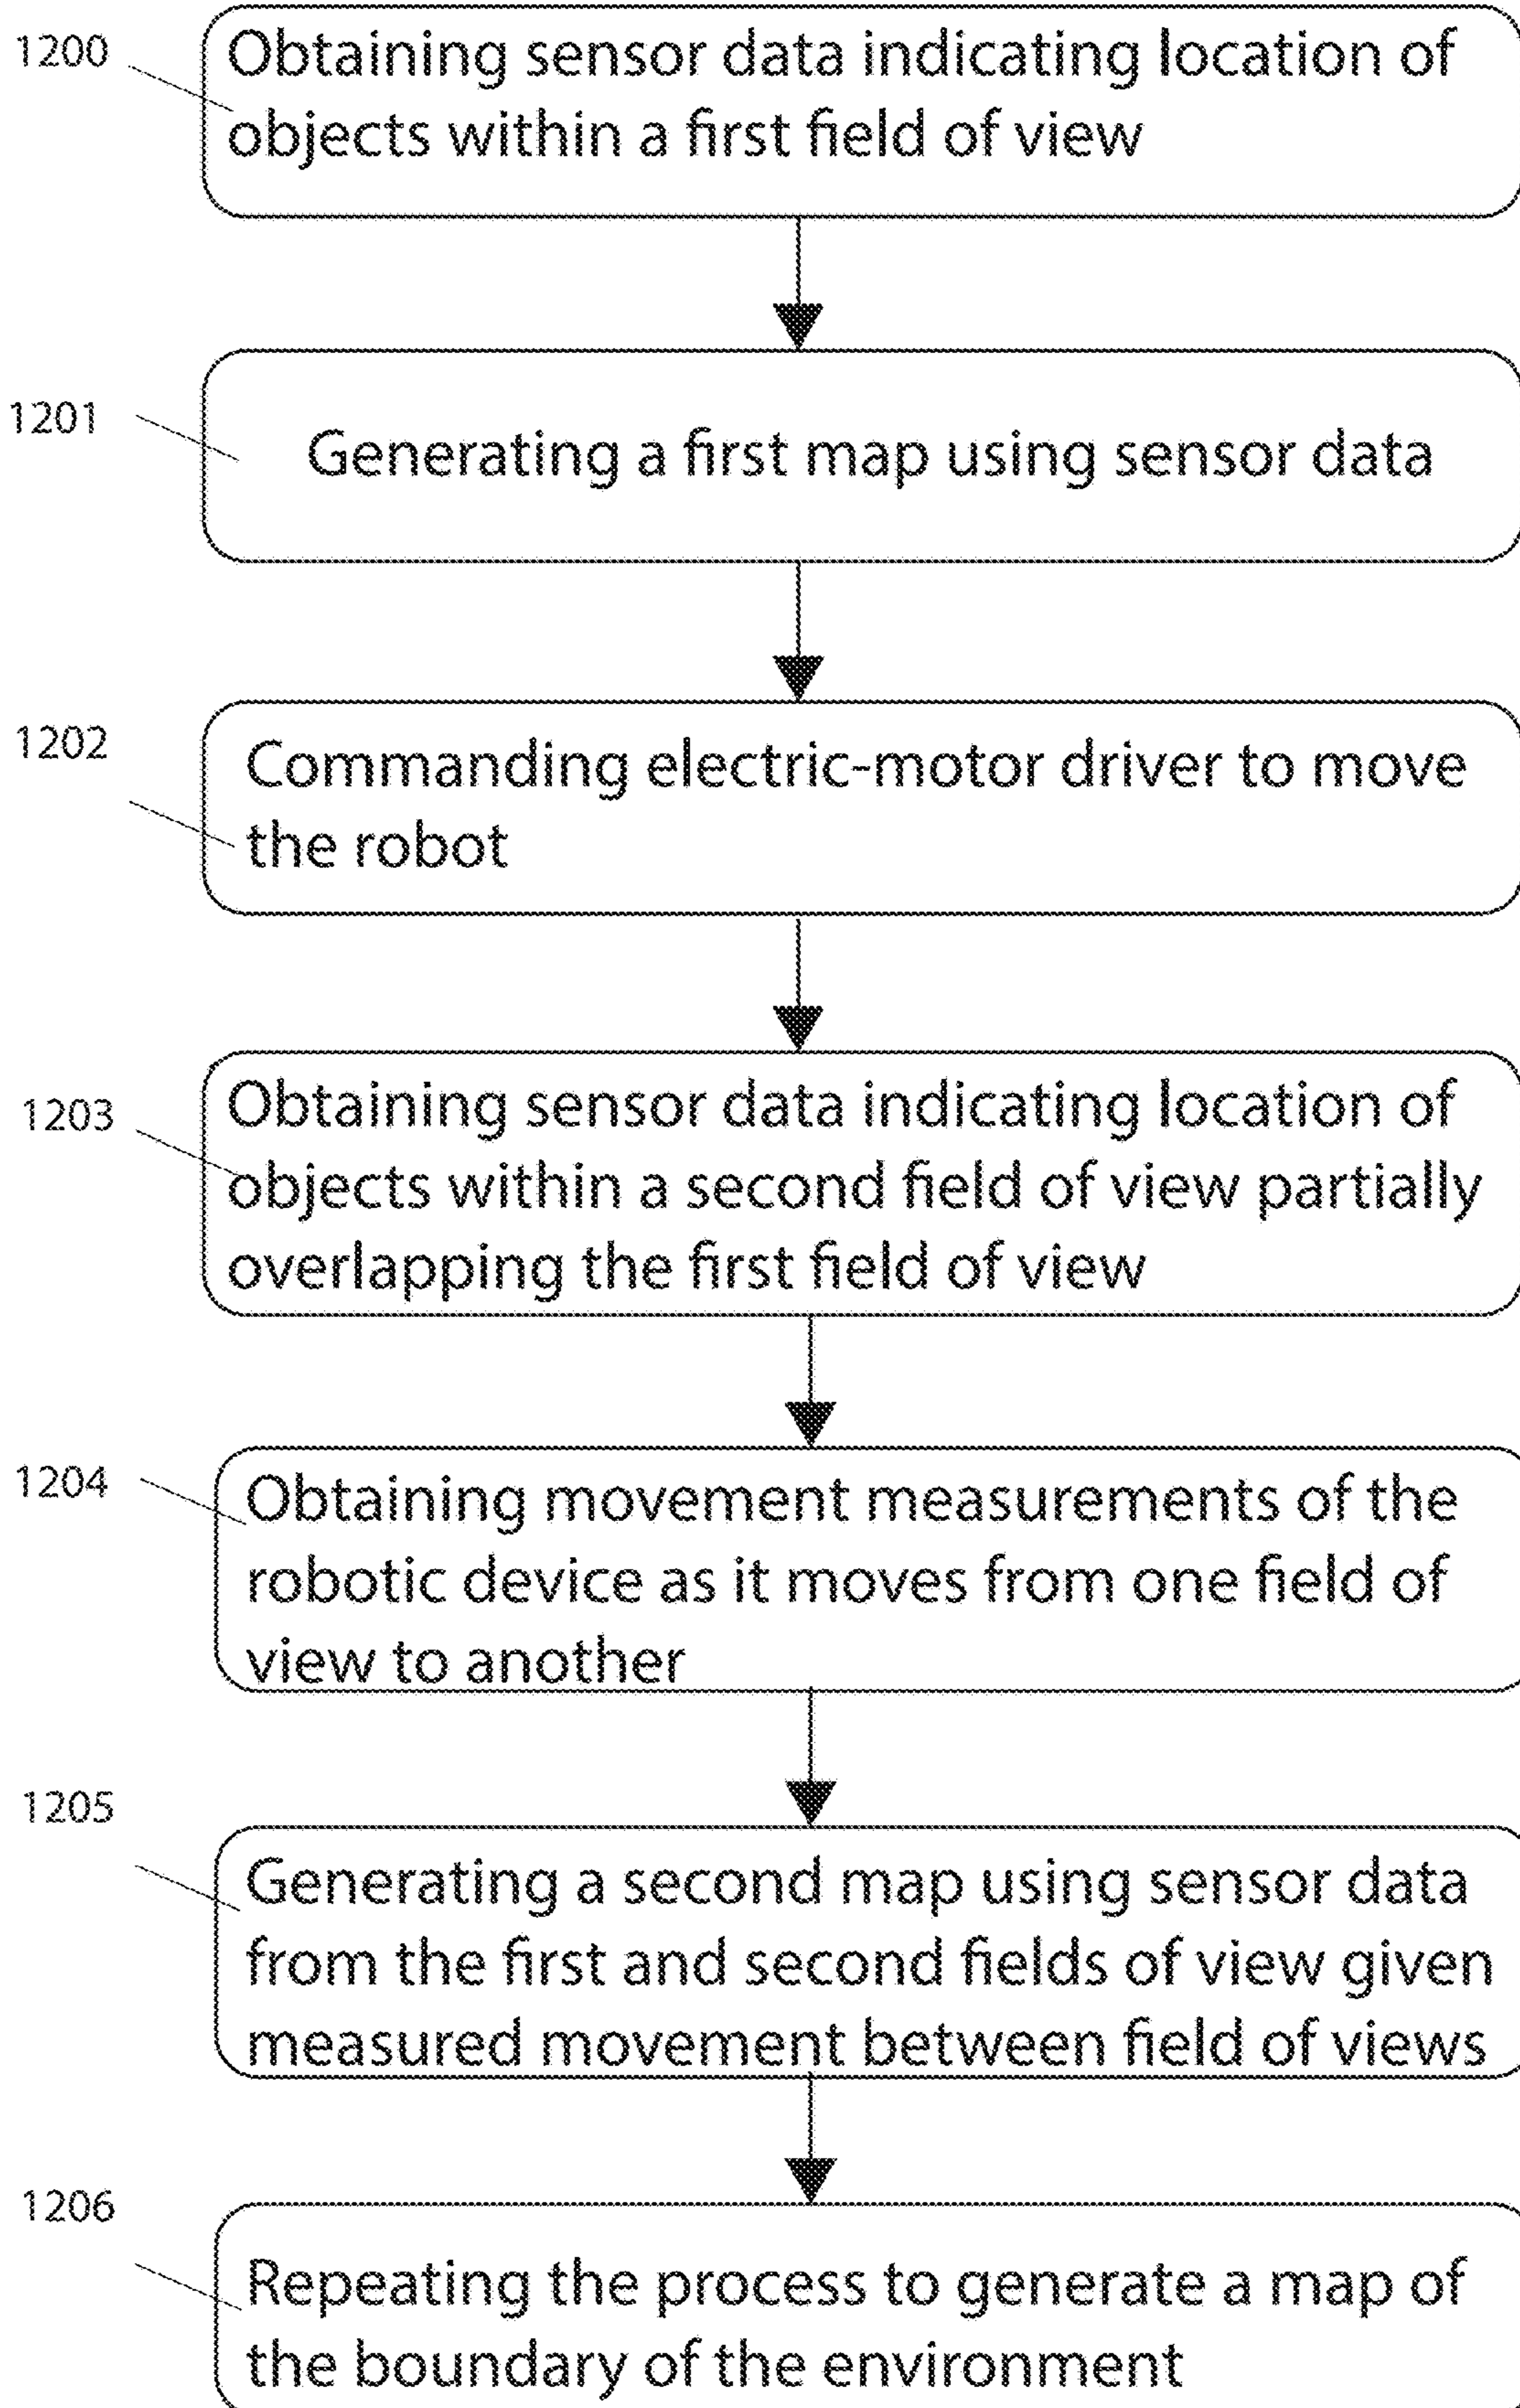 1200
Obtaining sensor data indicating location of
objects within a first field of view
1201
Generating a first map using sensor data
1202
Commanding electric-motor driver to move
the robot
1203
Obtaining sensor data indicating location of
objects within a second field of view partially
overlapping the first field of view
1204
Obtaining movement measurements of the
robotic device as it moves from one field of
view to another
1205
Generating a second map using sensor data
from the first and second fields of view given
measured movement between field of views
1206
Repeating the process to generate a map of
the boundary of the environment